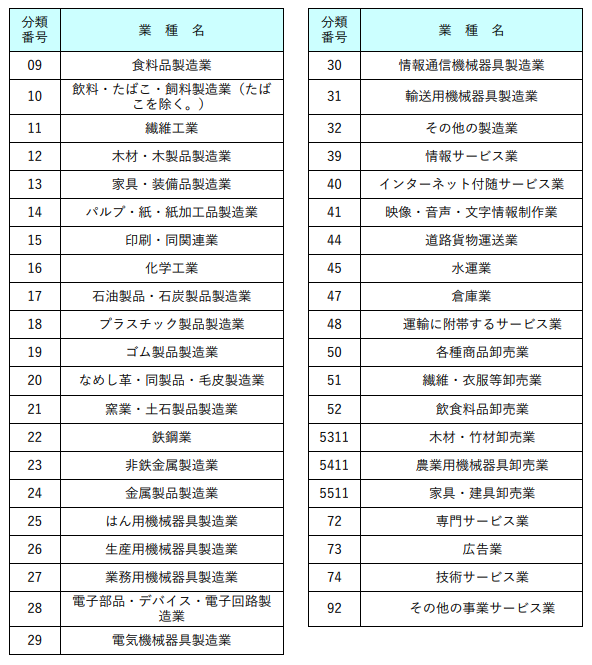 分類
番号
業 種 名
09 食料品製造業
10 飲料・たばこ・飼料製造業（たば
こを除く。）
11 繊維工業
12 木材・木製品製造業
13 家具・装備品製造業
14 パルプ・紙・紙加工品製造業
15 印刷・同関連業
16 化学工業
17 石油製品・石炭製品製造業
18 プラスチック製品製造業
19 ゴム製品製造業
20 なめし革・同製品・毛皮製造業
21 窯業・土石製品製造業
22 鉄鋼業
23 非鉄金属製造業
24 金属製品製造業
25 はん用機械器具製造業
26 生産用機械器具製造業
27 業務用機械器具製造業
28 電子部品・デバイス・電子回路製
造業
29 電気機械器具製造業
分類
番号
業 種 名
30 情報通信機械器具製造業
31 輸送用機械器具製造業
32 その他の製造業
39 情報サービス業
40 インターネット付随サービス業
41 映像・音声・文字情報制作業
44 道路貨物運送業
45 水運業
47 倉庫業
48 運輸に附帯するサービス業
50 各種商品卸売業
51 繊維・衣服等卸売業
52 飲食料品卸売業
5311 木材・竹材卸売業
5411 農業用機械器具卸売業
5511 家具・建具卸売業
72 専門サービス業
73 広告業
74 技術サービス業
92 その他の事業サービス業